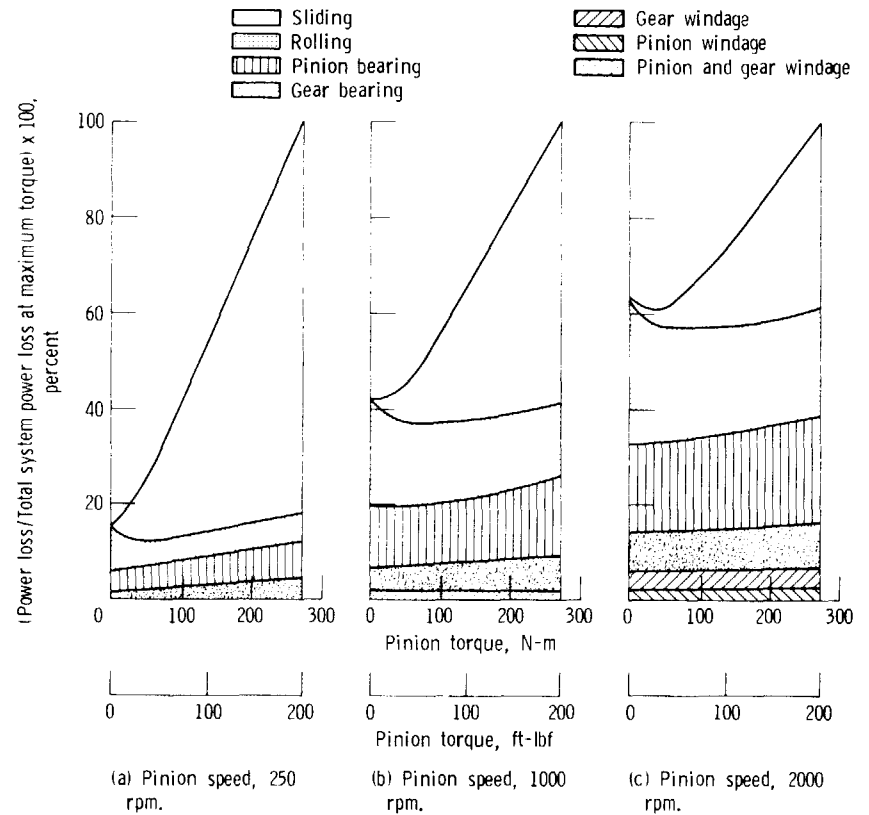 Sliding
Rolling
Pinion bearing
Gear bearing
Gear windage
Pinion windage
Pinion and gear windage
(Power loss/Total system power loss at maximum torque) x 100,
percent
100
80
60
40
20
0 100 200 300
0 100 200 300
0 100 200 300
Pinion torque, N-m
0 100 200
0 100 200
0 100 200
Pinion torque, ft-lbf
(a) Pinion speed, 250
rpm.
(b) Pinion speed, 1000
rpm.
(c) Pinion speed, 2000
rpm.